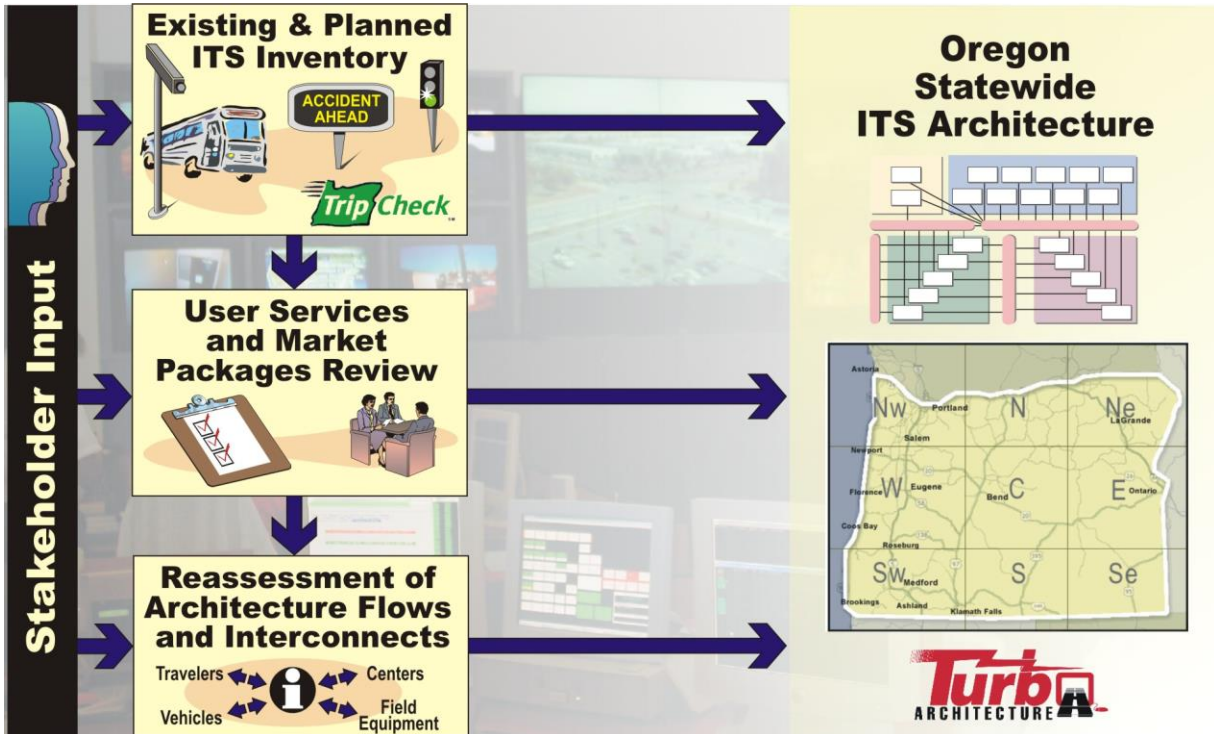 Stakeholder Input
Existing & Planned
ITS Inventory
ACCIDENT
AHEAD
Trip Check
User Services
and Market
Packages Review
Reassessment of
Architecture Flows
and Interconnects
Travelers
Centers
i
Vehicles
Field
Equipment
Oregon
Statewide
ITS Architecture
Astoria
Nw
Portland
N
Ne
LaGrande
Salem
Newport
Florence
W
Eugene
Bend
C
E
Ontario
Coos Bay
Roseburg
Sw
Medford
S
Se
Brookings
Ashland
Klamath Falls
Turbo
ARCHITECTURE